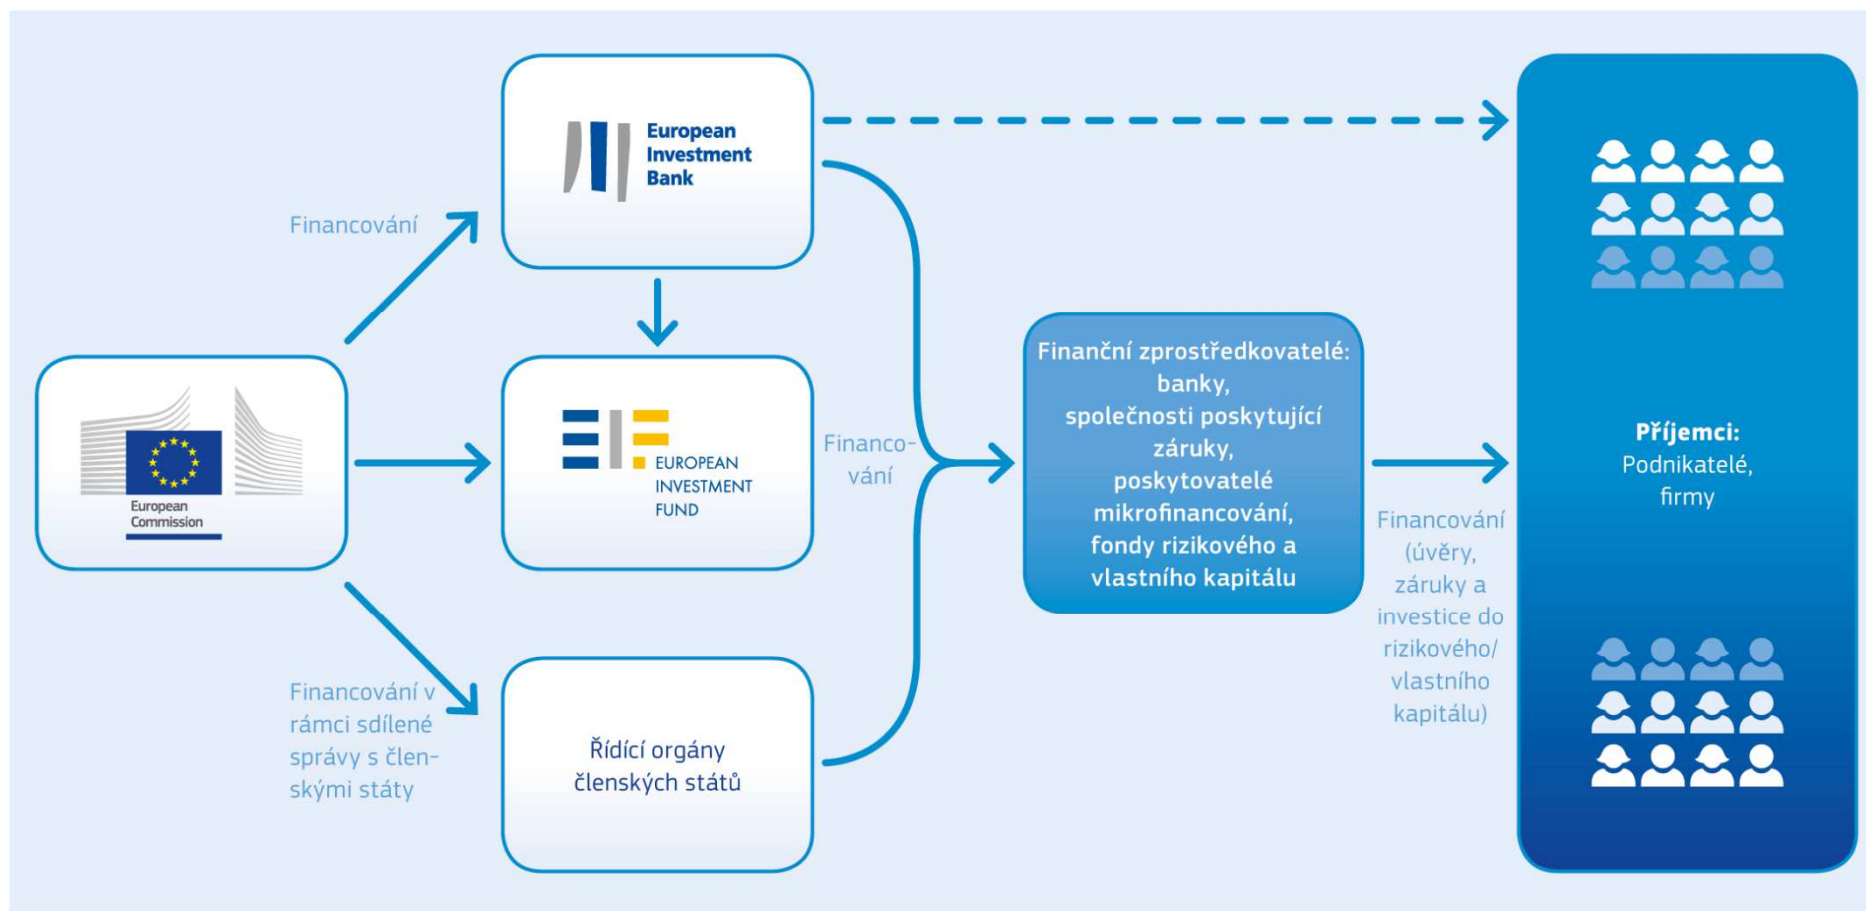 European
Investment
Bank
Financování
European
Commission
EUROPEAN
INVESTMENT
FUND
Financování v
rámci sdílené
správy s člen-
skými státy
Řídící orgány
členských států
Financo-
vání
Finanční zprostředkovatelé:
banky,
společnosti poskytující
záruky,
poskytovatelé
mikrofinancování,
fondy rizikového a
vlastního kapitálu
Financování
(úvěry,
záruky a
investice do
rizikového/
vlastního
kapitálu)
Příjemci:
Podnikatelé,
firmy